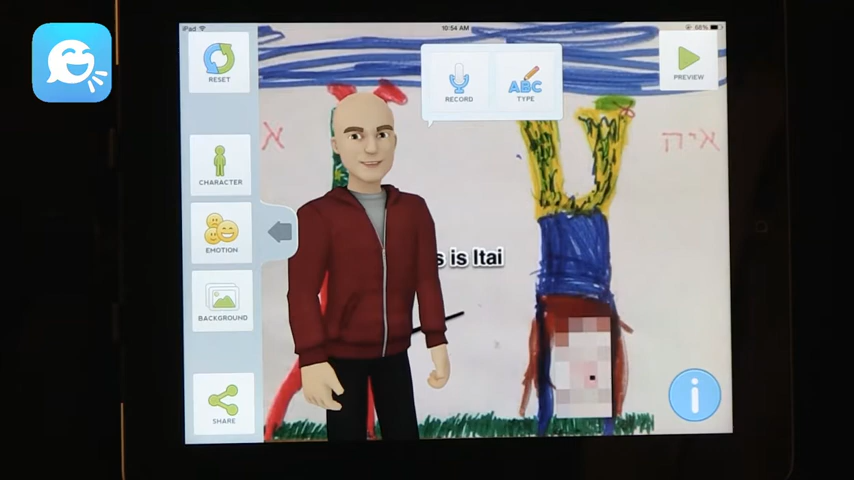 iPad
10:54 AM
68%
RESET
RECORD
ABC
TYPE
PREVIEW
א
איה
CHARACTER
EMOTION
s is Itai
BACKGROUND
SHARE
i